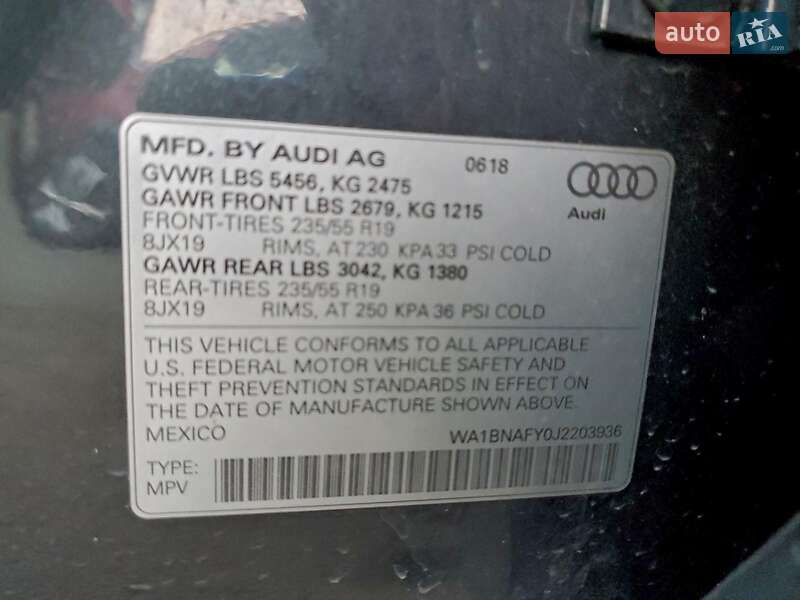 auto RIA.com
MFD. BY AUDI AG 0618
GVWR LBS 5456, KG 2475
GAWR FRONT LBS 2679, KG 1215
FRONT-TIRES 235/55 R19
8JX19 RIMS, AT 230 KPA 33 PSI COLD
GAWR REAR LBS 3042, KG 1380
REAR-TIRES 235/55 R19
8JX19 RIMS, AT 250 KPA 36 PSI COLD
Audi
THIS VEHICLE CONFORMS TO ALL APPLICABLE
U.S. FEDERAL MOTOR VEHICLE SAFETY AND
THEFT PREVENTION STANDARDS IN EFFECT ON
THE DATE OF MANUFACTURE SHOWN ABOVE.
MEXICO WA1BNAFY0J2203936
TYPE:
MPV